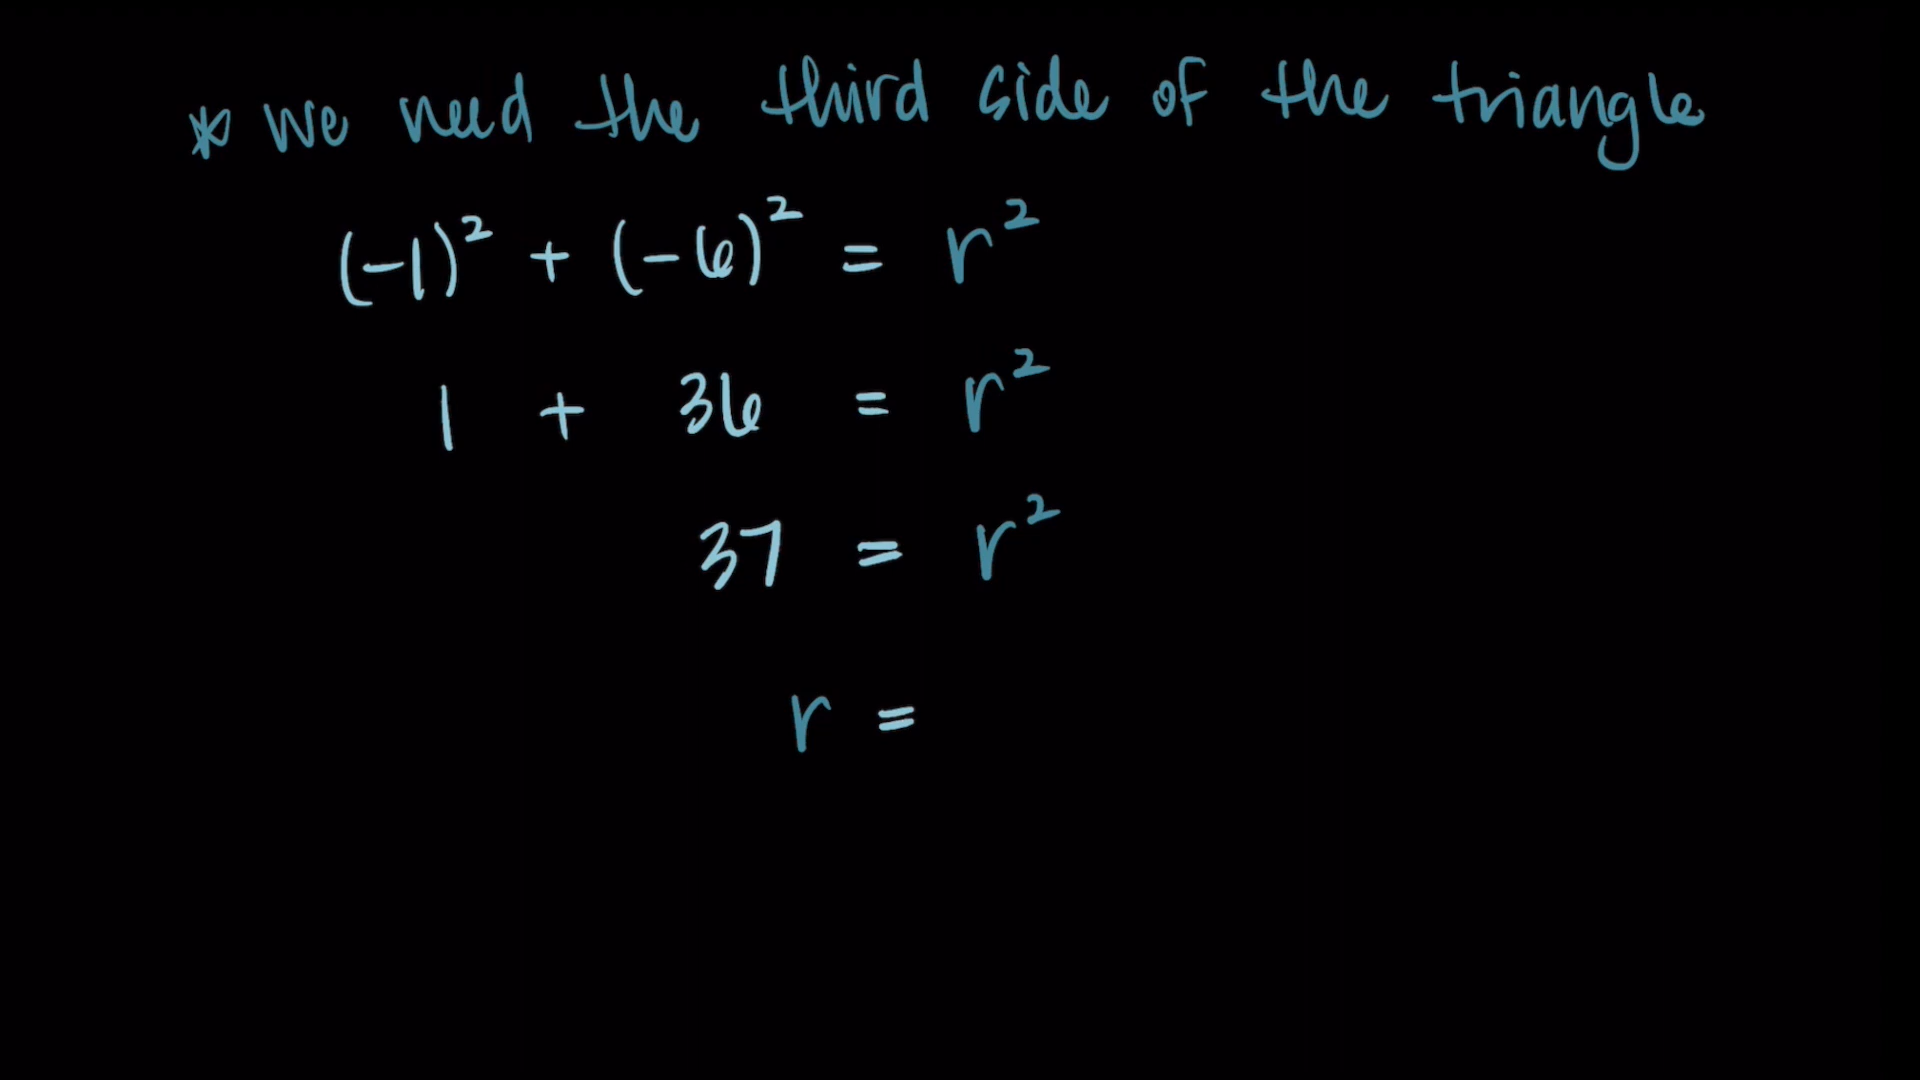 * we need the third side of the triangle
(-1)² + (-6)² = r²
1 + 36 = r²
37 = r²
r =